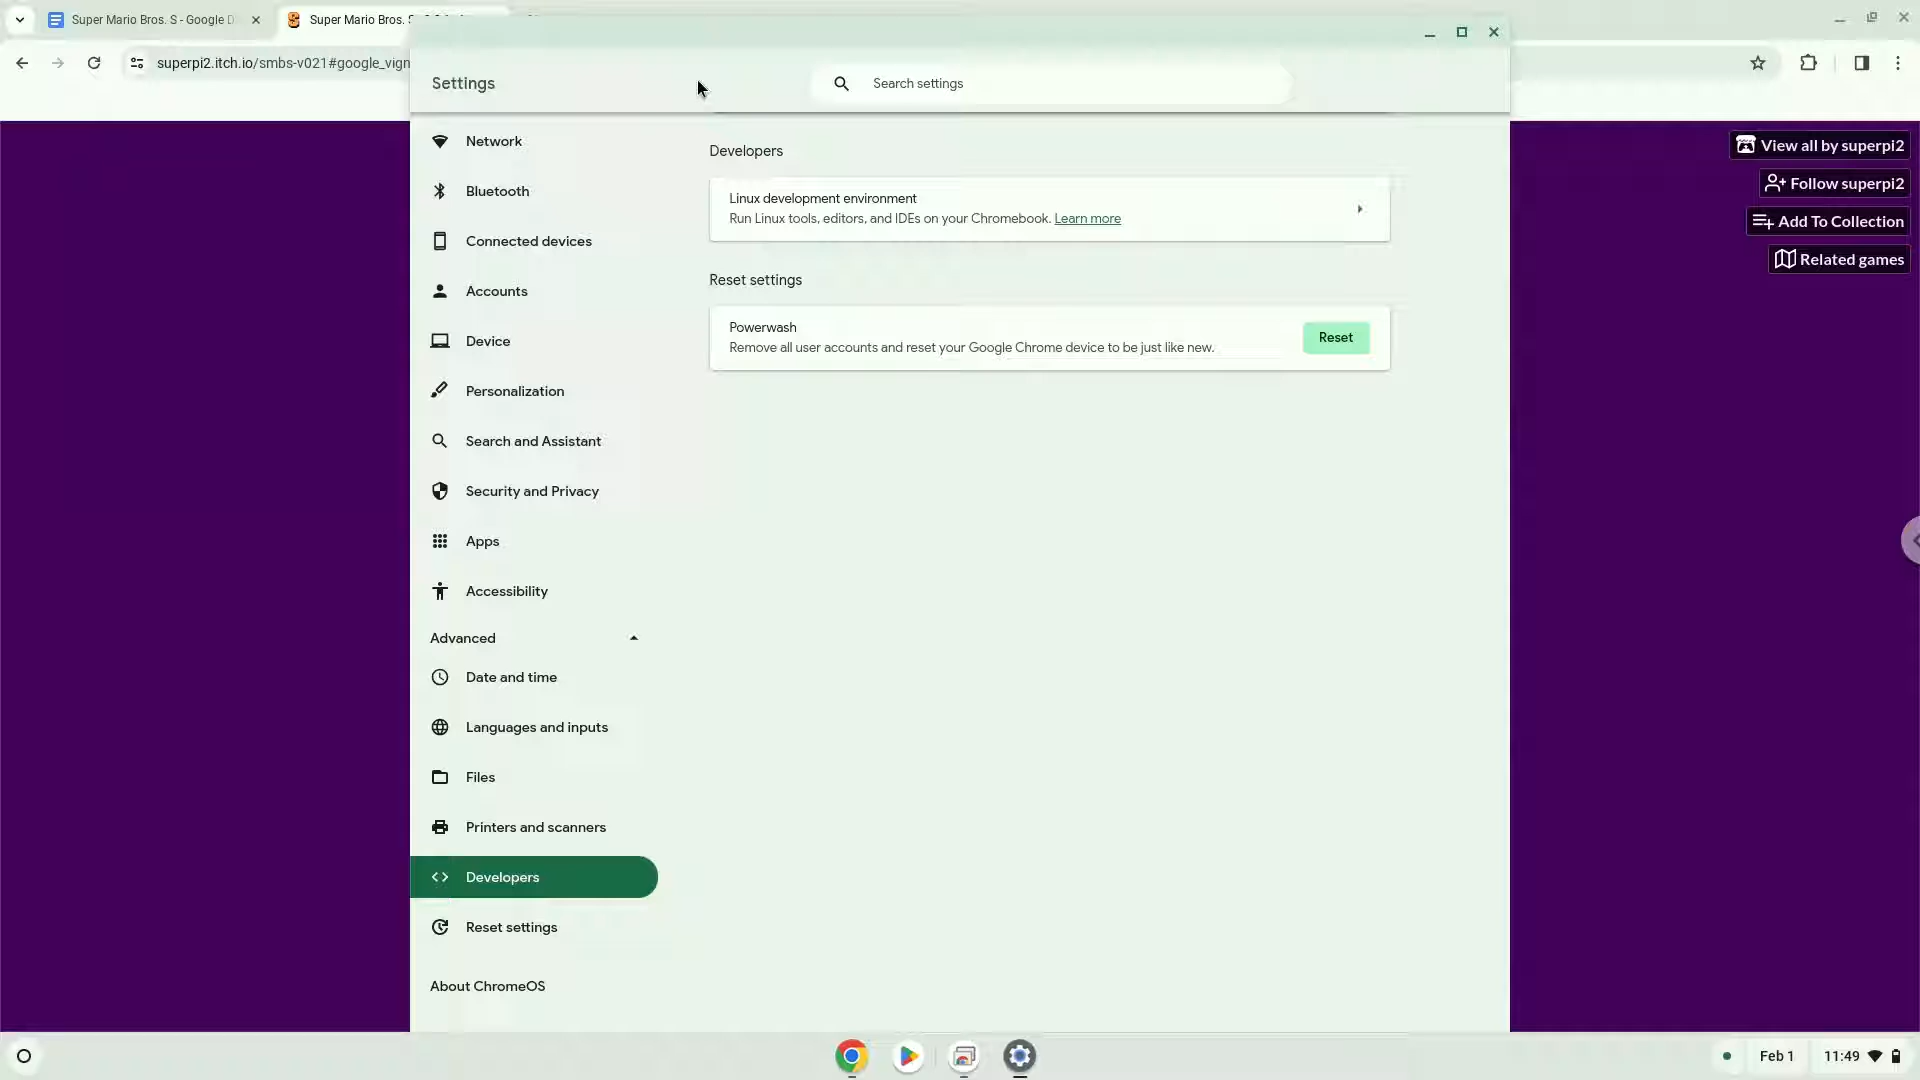 Super Mario Bros. S - Google D
Super Mario Bros. S
superpi2.itch.io/smbs-v021#google_vign
Settings
Search settings
Network
Bluetooth
Connected devices
Accounts
Device
Personalization
Search and Assistant
Security and Privacy
Apps
Accessibility
Advanced
Date and time
Languages and inputs
Files
Printers and scanners
Developers
Reset settings
About ChromeOS
Developers
Linux development environment
Run Linux tools, editors, and IDEs on your Chromebook. Learn more
Reset settings
Powerwash
Remove all user accounts and reset your Google Chrome device to be just like new.
Reset
View all by superpi2
Follow superpi2
Add To Collection
Related games
Feb 1
11:49